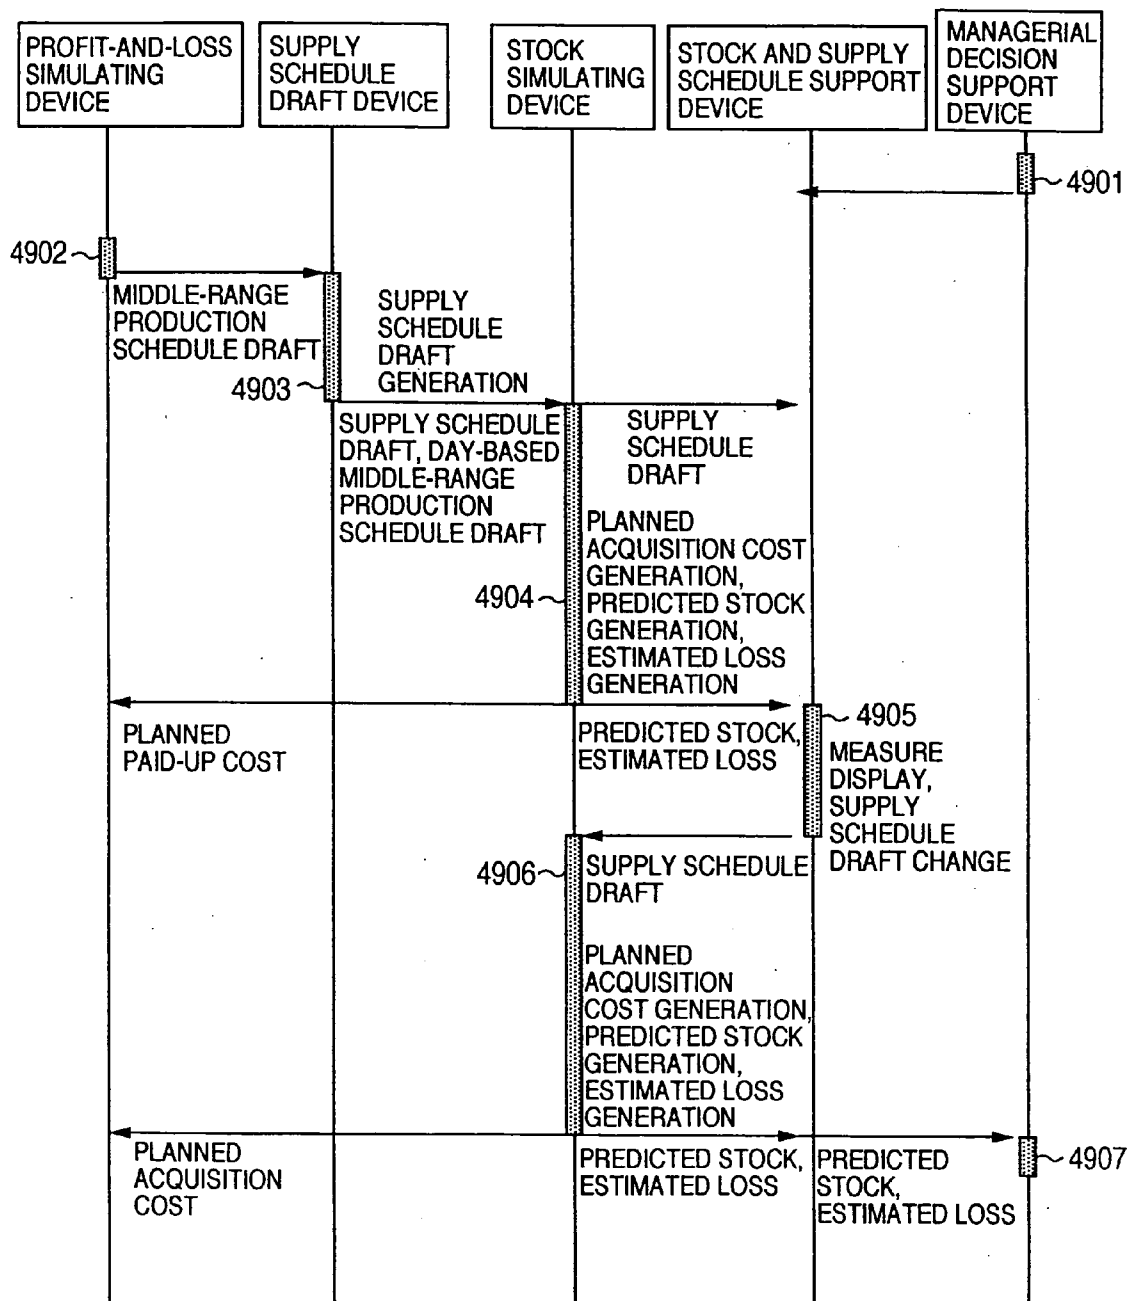 PROFIT-AND-LOSS
SIMULATING
DEVICE
SUPPLY
SCHEDULE
DRAFT DEVICE
STOCK
SIMULATING
DEVICE
STOCK AND SUPPLY
SCHEDULE SUPPORT
DEVICE
MANAGERIAL
DECISION
SUPPORT
DEVICE
4901
4902
MIDDLE-RANGE
PRODUCTION
SCHEDULE DRAFT
SUPPLY
SCHEDULE
DRAFT
GENERATION
4903
SUPPLY SCHEDULE
DRAFT, DAY-BASED
MIDDLE-RANGE
PRODUCTION
SCHEDULE DRAFT
SUPPLY
SCHEDULE
DRAFT
PLANNED
ACQUISITION COST
GENERATION,
PREDICTED STOCK
GENERATION,
ESTIMATED LOSS
GENERATION
4904
PLANNED
PAID-UP COST
PREDICTED STOCK,
ESTIMATED LOSS
4905
MEASURE
DISPLAY,
SUPPLY
SCHEDULE
DRAFT CHANGE
4906
SUPPLY SCHEDULE
DRAFT
PLANNED
ACQUISITION
COST GENERATION,
PREDICTED STOCK
GENERATION,
ESTIMATED LOSS
GENERATION
PLANNED
ACQUISITION
COST
PREDICTED STOCK,
ESTIMATED LOSS
PREDICTED
STOCK,
ESTIMATED LOSS
4907